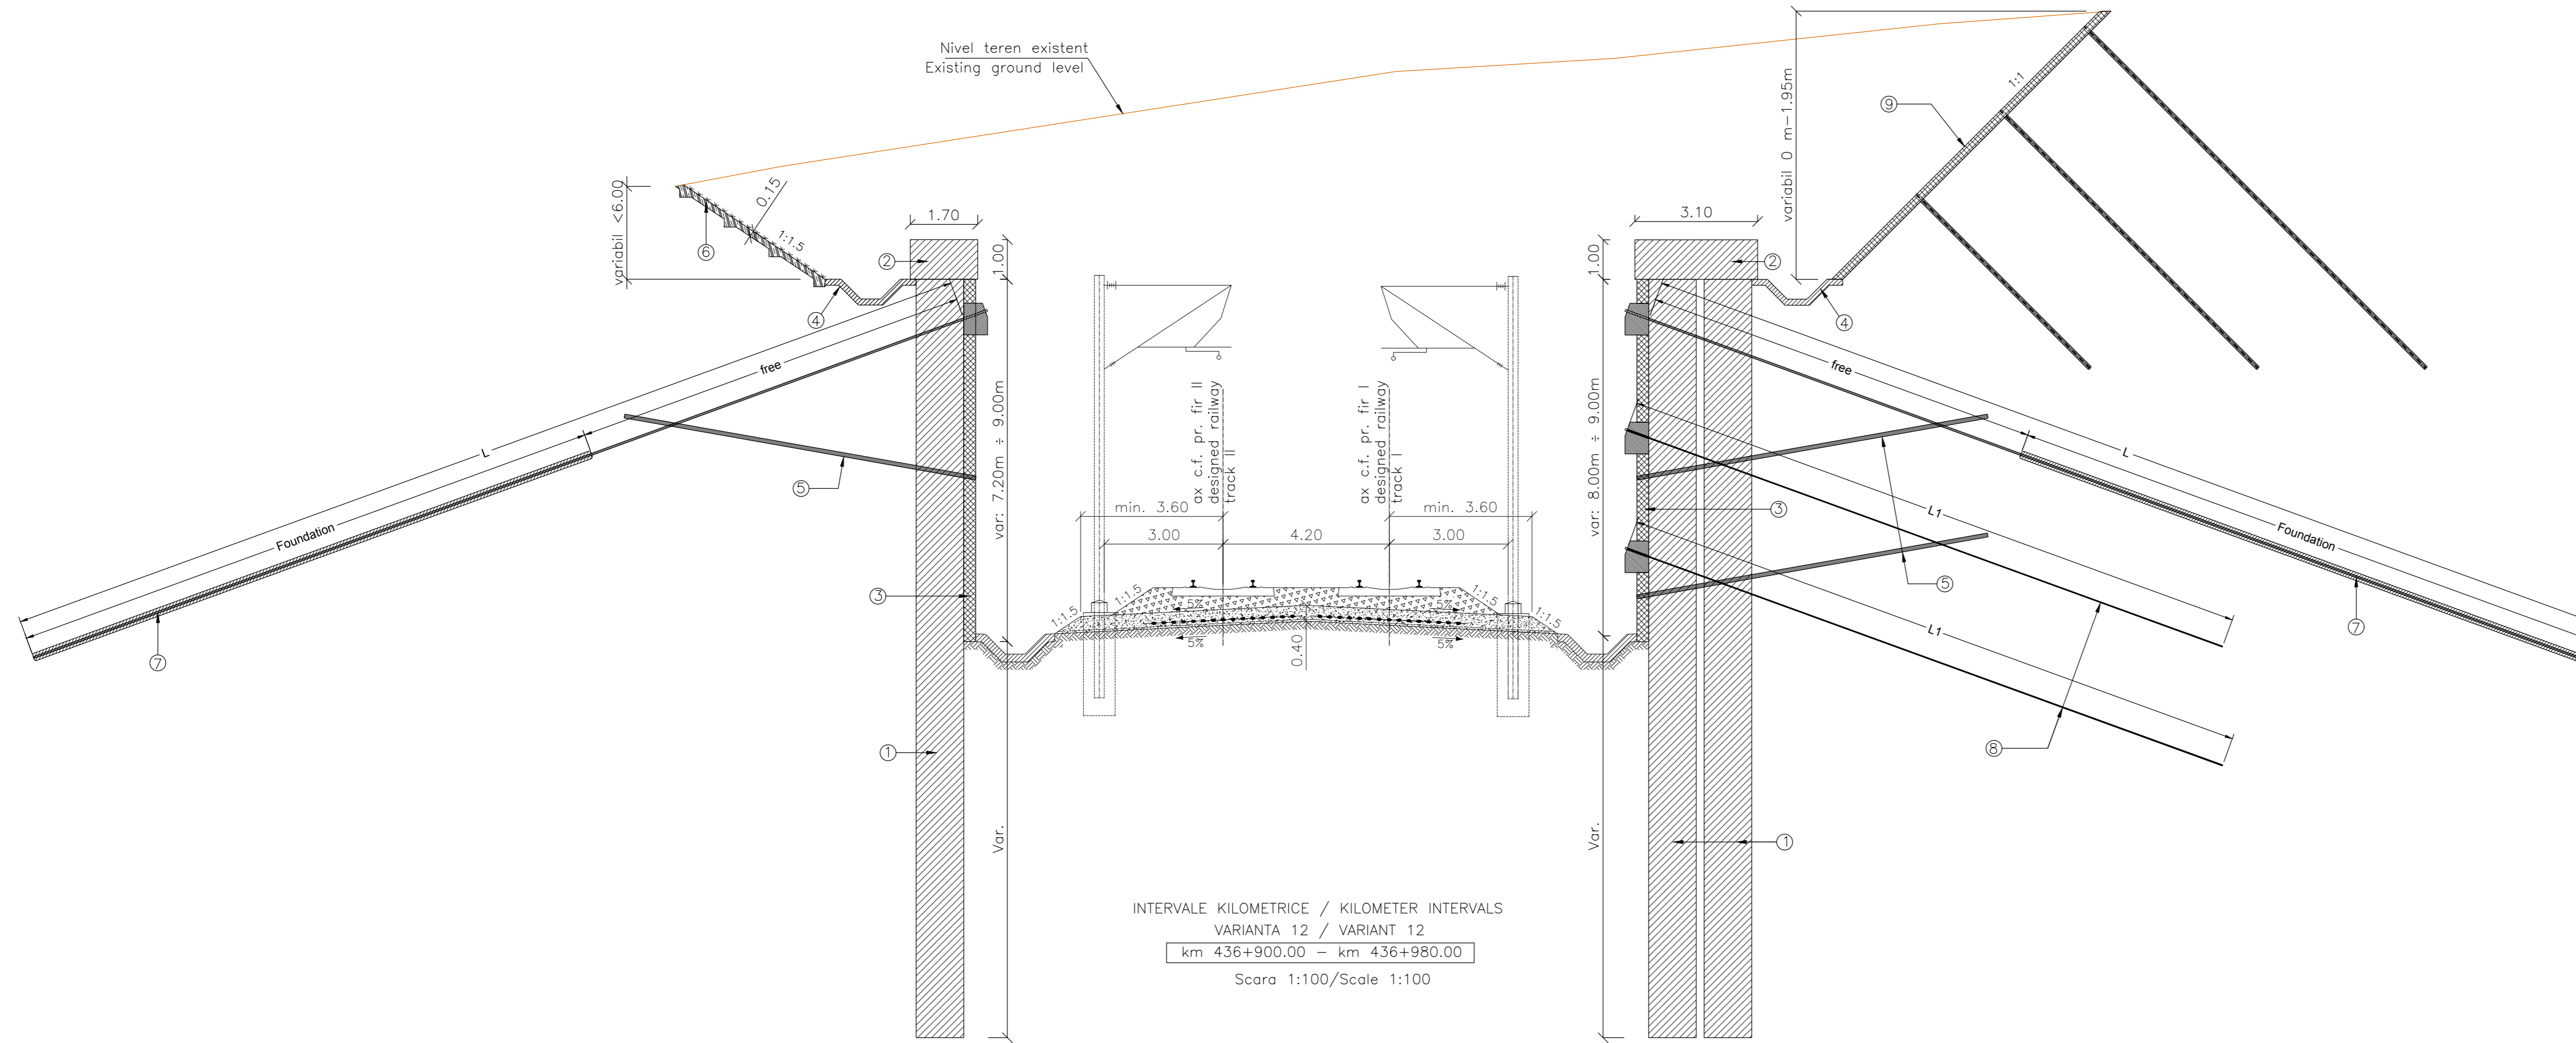 Nivel teren existent
Existing ground level
variabil <6.00
0.15
1:1.5
6
1.70
2
1.00
4
3.10
2
1.00
4
variabil 0 m-1.95m
9
1:1
L
free
Foundation
7
5
3
1
var: 7.20m ÷ 9.00m
Var.
ax c.f. pr. fir II
designed railway
track II
ax c.f. pr. fir I
designed railway
track I
min. 3.60
min. 3.60
3.00
4.20
3.00
1:1.5
1:1.5
5%
5%
1:1.5
1:1.5
5%
5%
0.40
var: 8.00m ÷ 9.00m
Var.
free
L
Foundation
7
3
5
L1
L1
8
1
INTERVALE KILOMETRICE / KILOMETER INTERVALS
VARIANTA 12 / VARIANT 12
km 436+900.00 - km 436+980.00
Scara 1:100/Scale 1:100